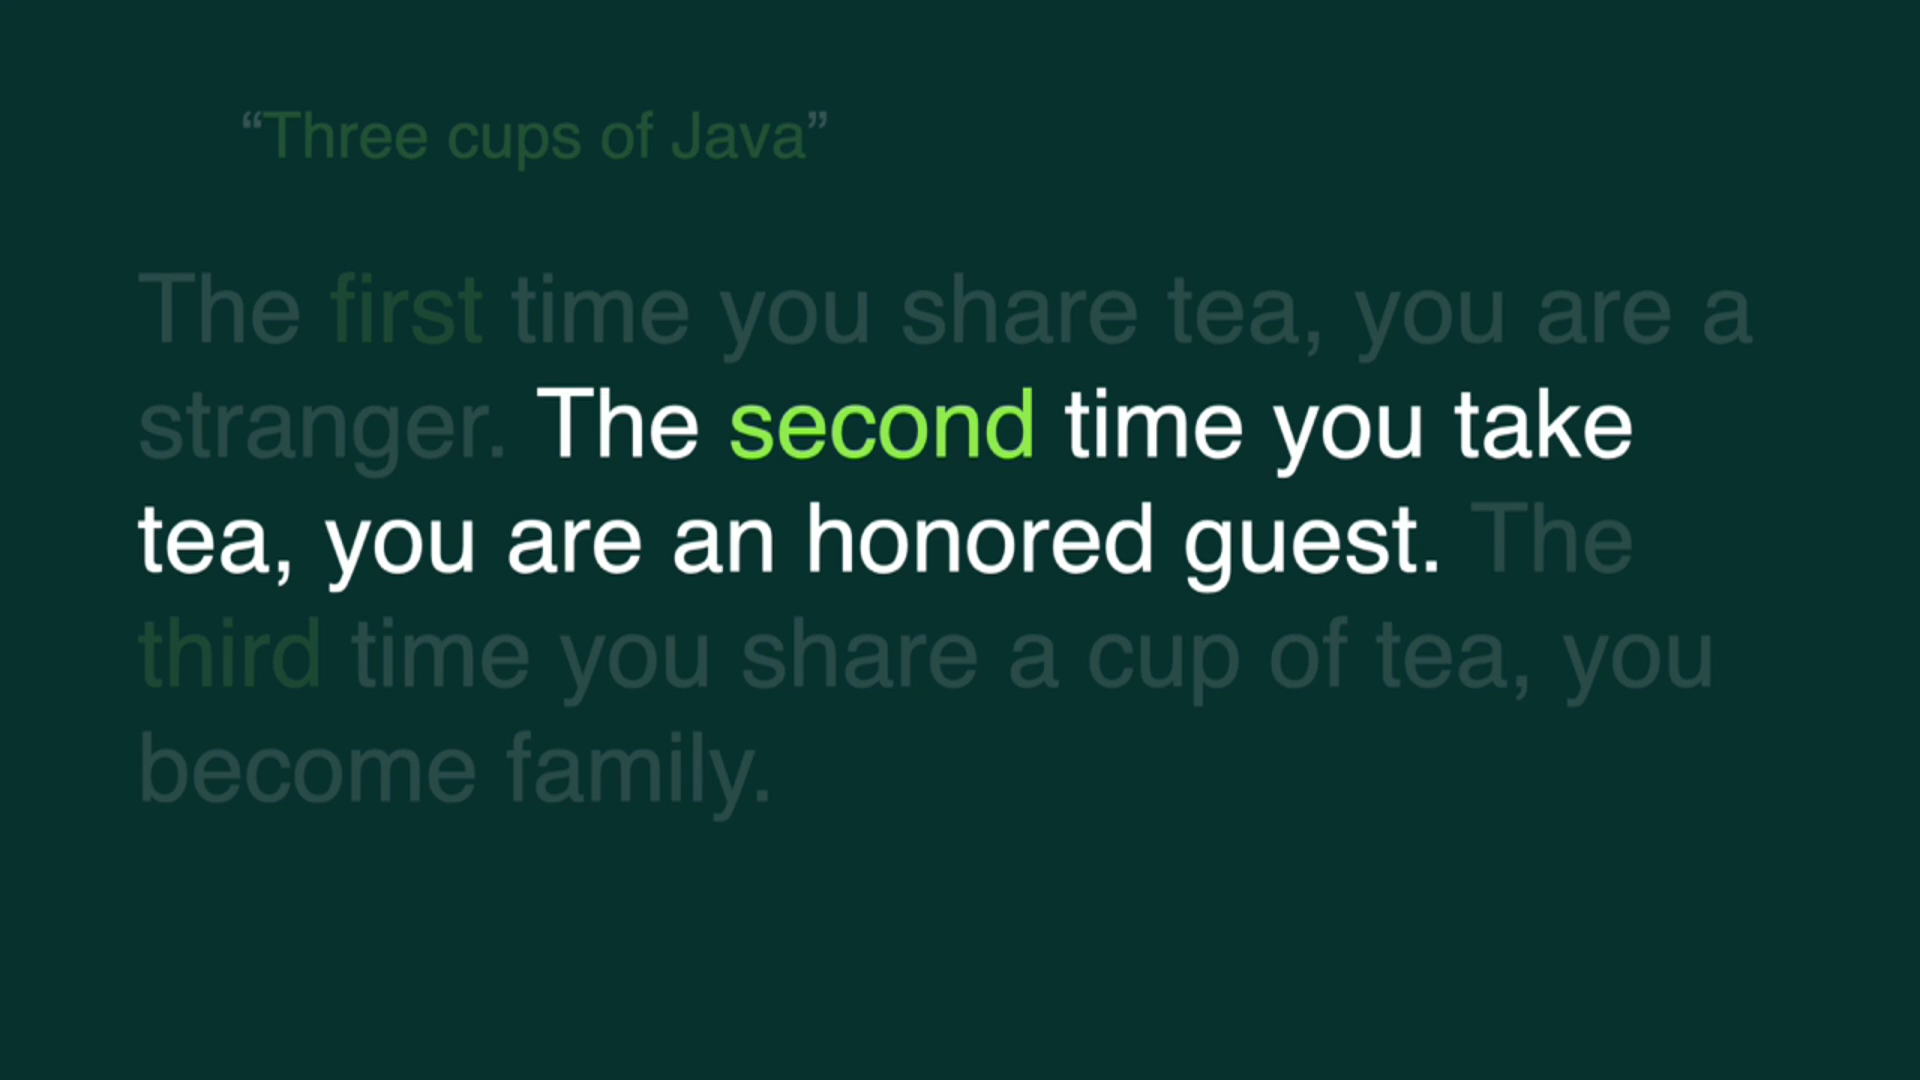 “Three cups of Java”
The first time you share tea, you are a
stranger. The second time you take
tea, you are an honored guest. The
third time you share a cup of tea, you
become family.